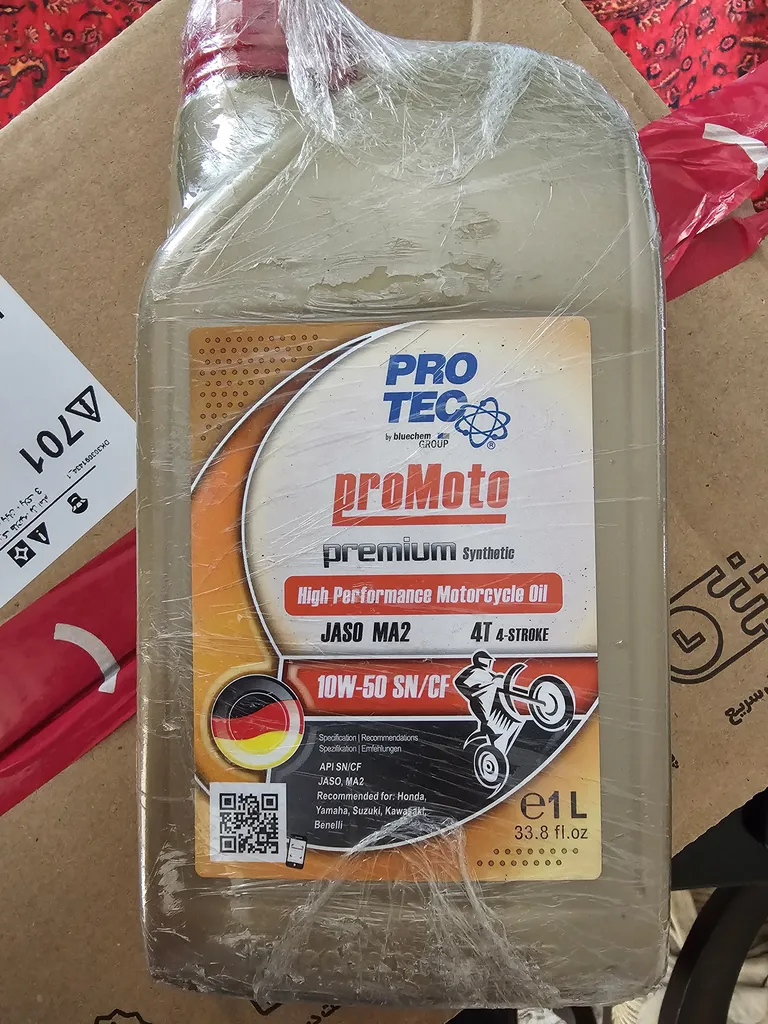 PRO
TEC
®
by bluechem
GROUP
proMoto
premium Synthetic
High Performance Motorcycle Oil
JASO MA2 4T 4-STROKE
10W-50 SN/CF
Specification | Recommendations
Spezifikation | Emfehlungen
API SN/CF
JASO, MA2
Recommended for: Honda,
Yamaha, Suzuki, Kawasaki,
Benelli
e1 L
33.8 fl.oz
701
سریع